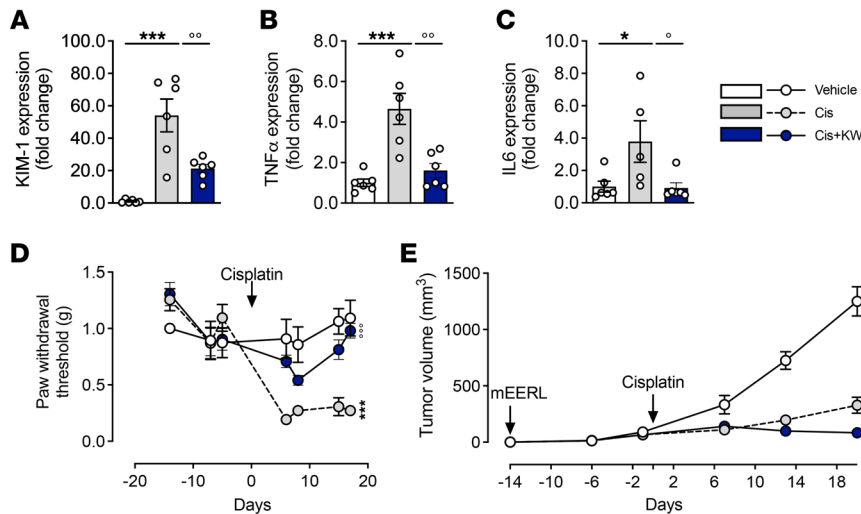 A
KIM-1 expression
(fold change)
100.0
80.0
60.0
40.0
20.0
0.0
***
°°
B
TNFα expression
(fold change)
8.0
6.0
4.0
2.0
0.0
***
°°
C
IL6 expression
(fold change)
10.0
8.0
6.0
4.0
2.0
0.0
*
°
Vehicle
Cis
Cis+KW
D
Paw withdrawal
threshold (g)
1.5
1.0
0.5
0.0
Cisplatin
°°°
***
-20 -10 0 10 20
Days
E
Tumor volume (mm³)
1500
1000
500
0
mEERL
Cisplatin
-14 -10 -6 -2 2 6 10 14 18
Days